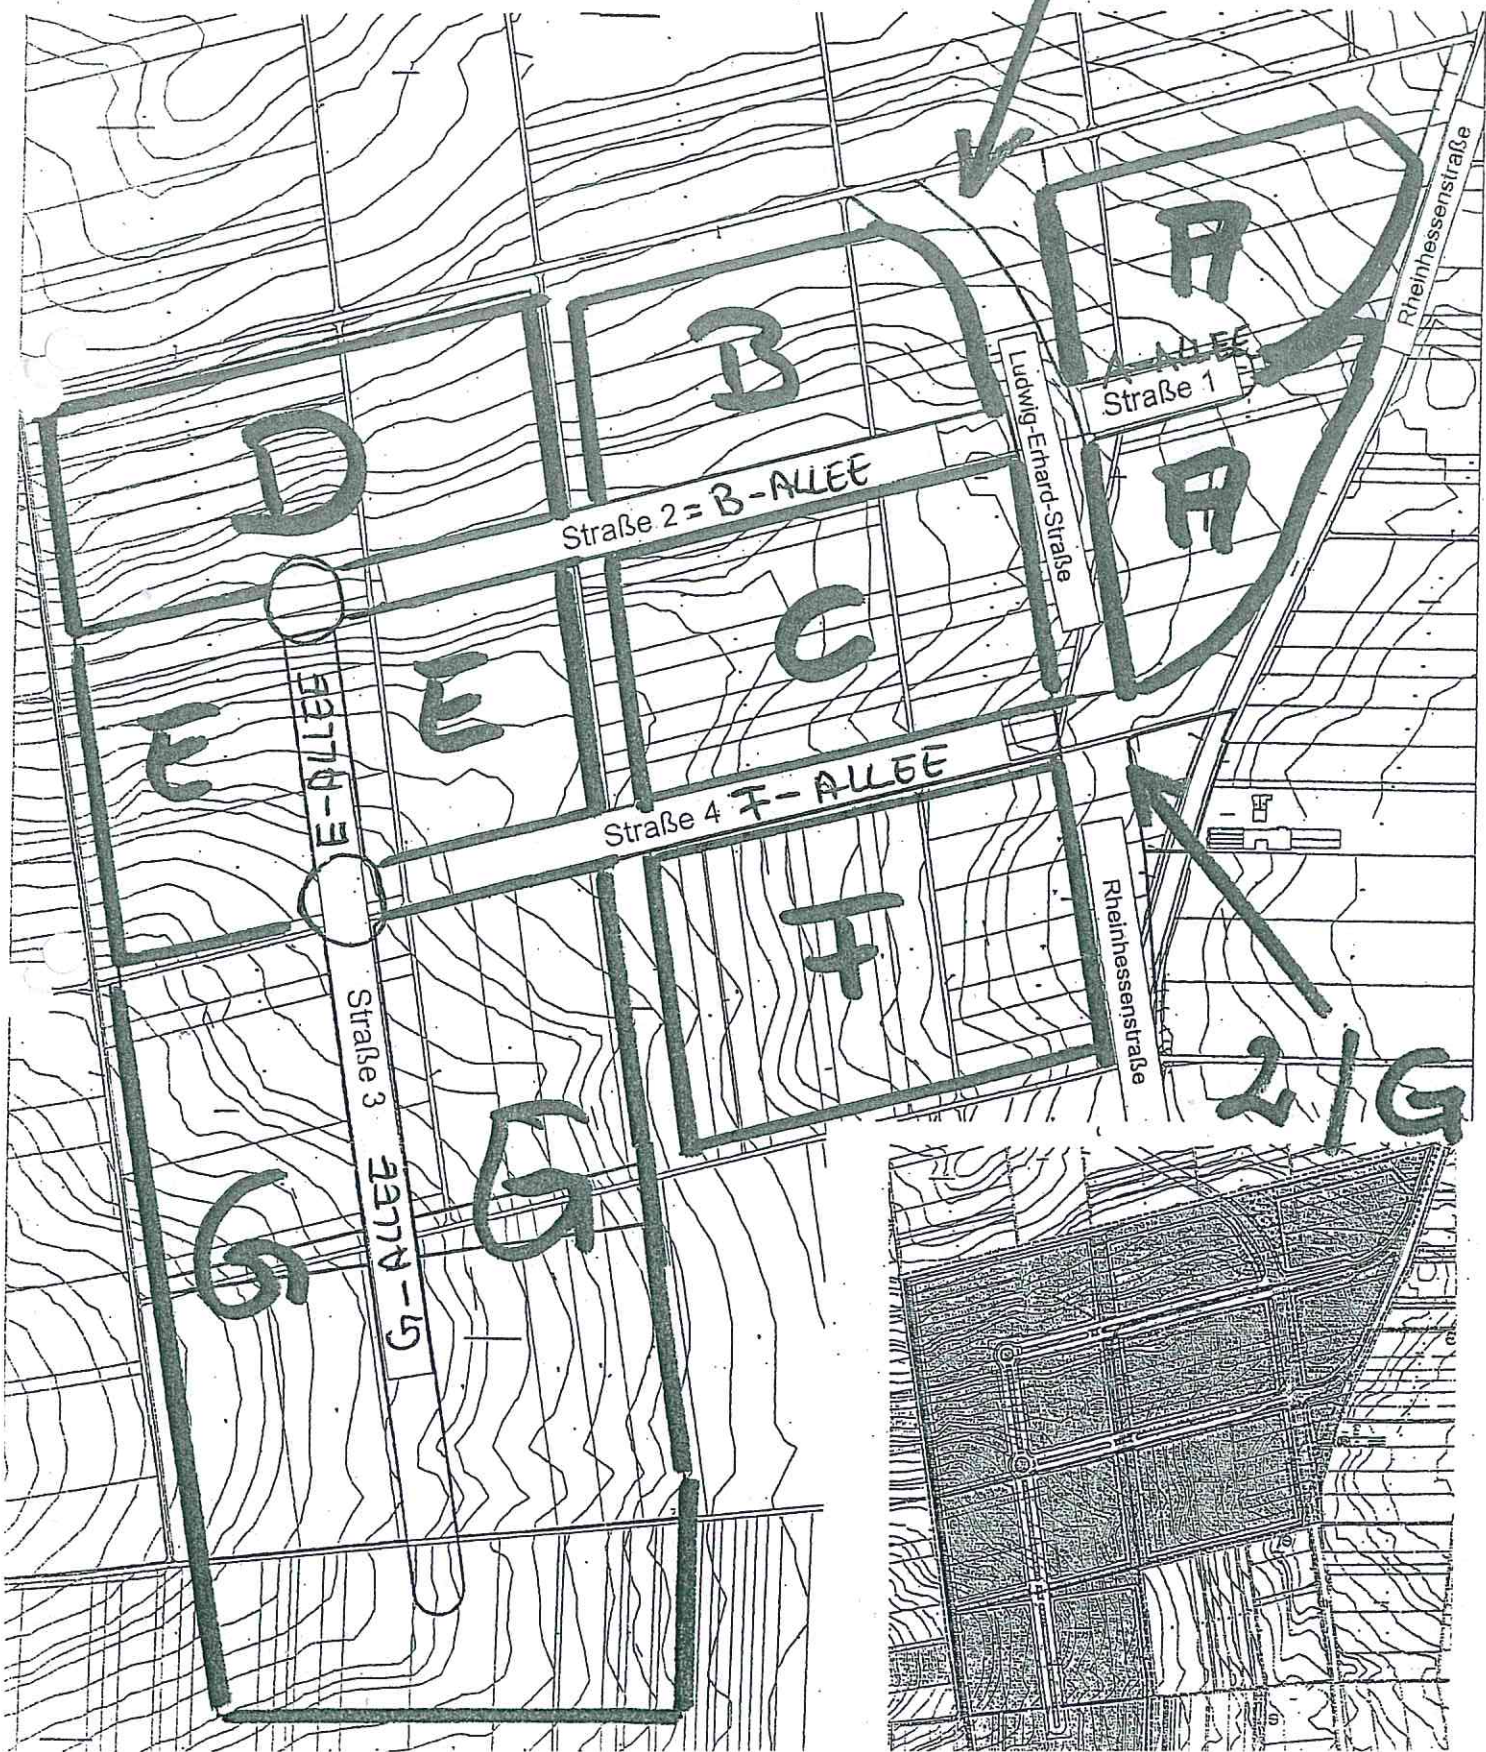 Rheinhessenstraße
A
A-ALLEE
Straße 1
B
Ludwig-Erhard-Straße
D
Straße 2 = B-ALLEE
A
C
E
E
E-ALLEE
Straße 4 F-ALLEE
F
Rheinhessenstraße
Straße 3 G-ALLEE
G
G
2/G